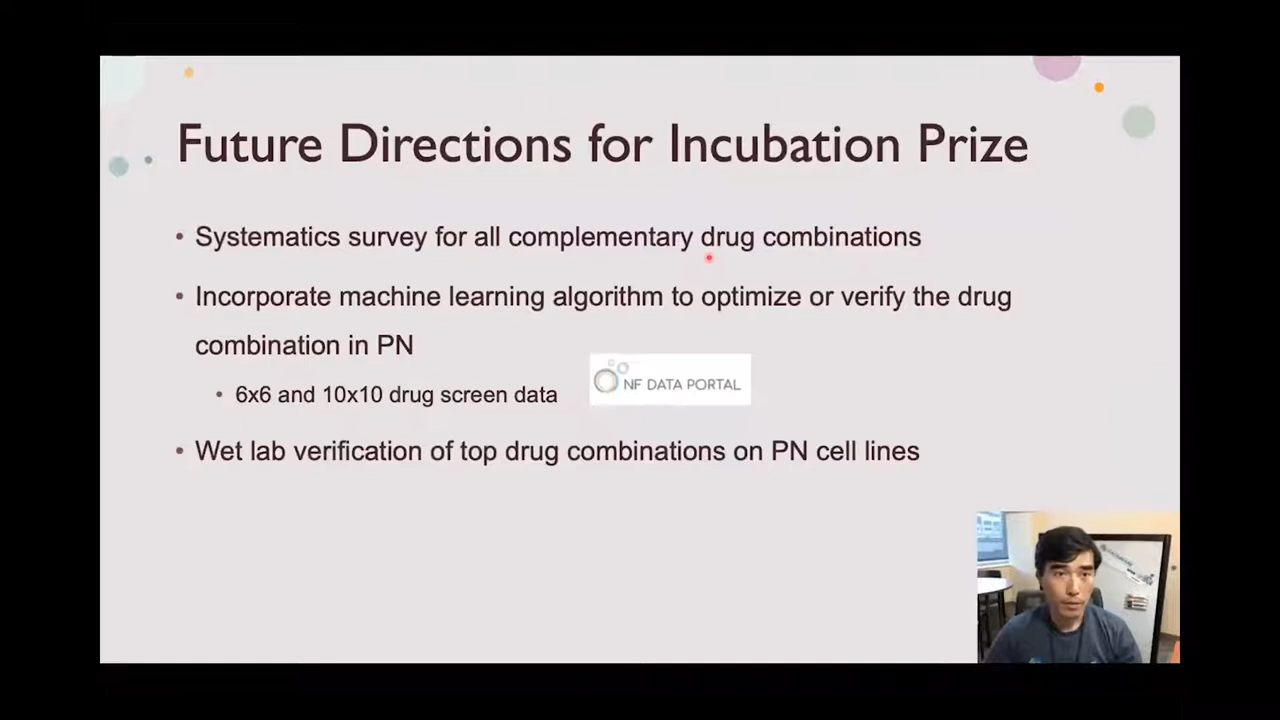 Future Directions for Incubation Prize
• Systematics survey for all complementary drug combinations
• Incorporate machine learning algorithm to optimize or verify the drug
combination in PN
NF DATA PORTAL
• 6x6 and 10x10 drug screen data
• Wet lab verification of top drug combinations on PN cell lines